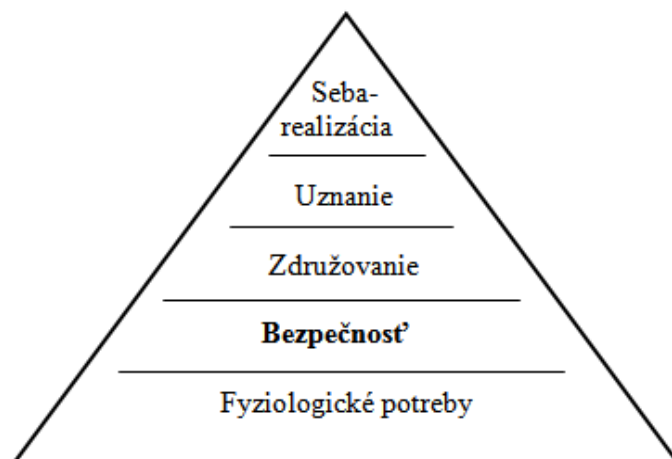 Seba-
realizácia
Uznanie
Združovanie
Bezpečnosť
Fyziologické potreby